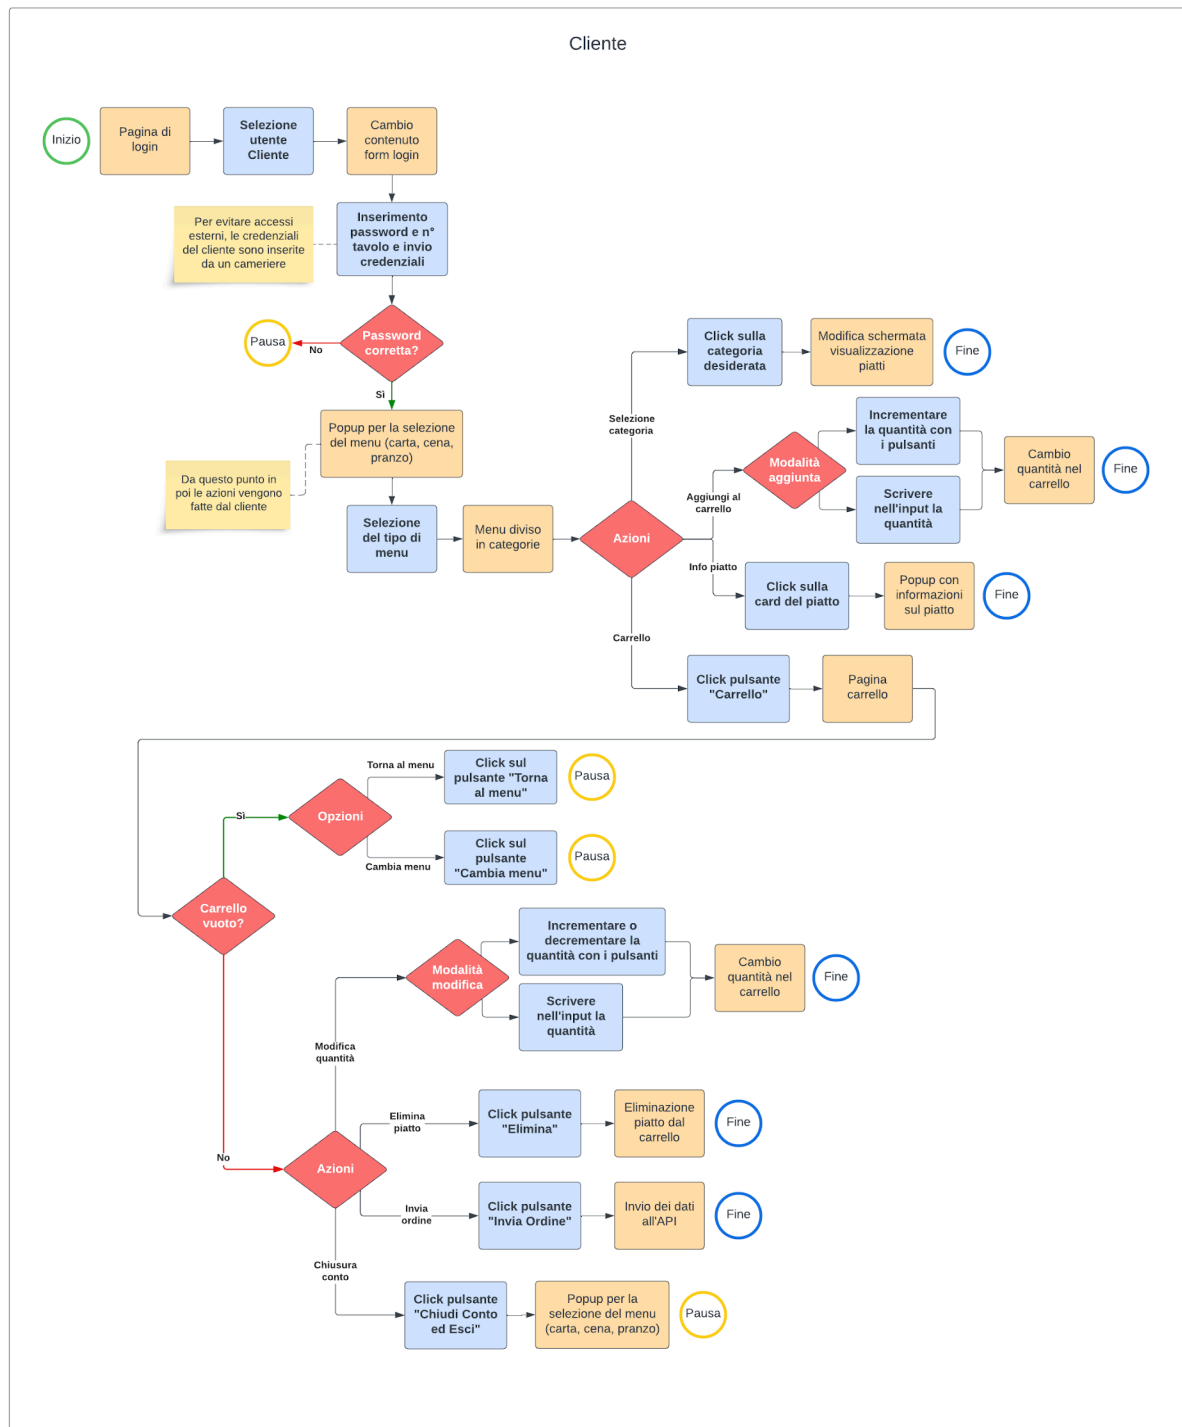 Cliente
Inizio
Pagina di
login
Selezione
utente
Cliente
Cambio
contenuto
form login
Per evitare accessi
esterni, le credenziali
del cliente sono inserite
da un cameriere
Inserimento
password e n°
tavolo e invio
credenziali
Pausa
No
Password
corretta?
Sì
Popup per la selezione
del menu (carta, cena,
pranzo)
Da questo punto in
poi le azioni vengono
fatte dal cliente
Selezione
del tipo di
menu
Menu diviso
in categorie
Azioni
Selezione
categoria
Click sulla
categoria
desiderata
Modifica schermata
visualizzazione
piatti
Fine
Aggiungi al
carrello
Modalità
aggiunta
Incrementare
la quantità con
i pulsanti
Scrivere
nell'input la
quantità
Cambio
quantità nel
carrello
Fine
Info piatto
Click sulla
card del piatto
Popup con
informazioni
sul piatto
Fine
Carrello
Click pulsante
"Carrello"
Pagina
carrello
Carrello
vuoto?
Sì
Opzioni
Torna al menu
Click sul
pulsante "Torna
al menu"
Pausa
Cambia menu
Click sul
pulsante
"Cambia menu"
Pausa
No
Azioni
Modifica
quantità
Modalità
modifica
Incrementare o
decrementare la
quantità con i pulsanti
Scrivere
nell'input la
quantità
Cambio
quantità nel
carrello
Fine
Elimina
piatto
Click pulsante
"Elimina"
Eliminazione
piatto dal
carrello
Fine
Invia
ordine
Click pulsante
"Invia Ordine"
Invio dei dati
all'API
Fine
Chiusura
conto
Click pulsante
"Chiudi Conto
ed Esci"
Popup per la
selezione del menu
(carta, cena, pranzo)
Pausa